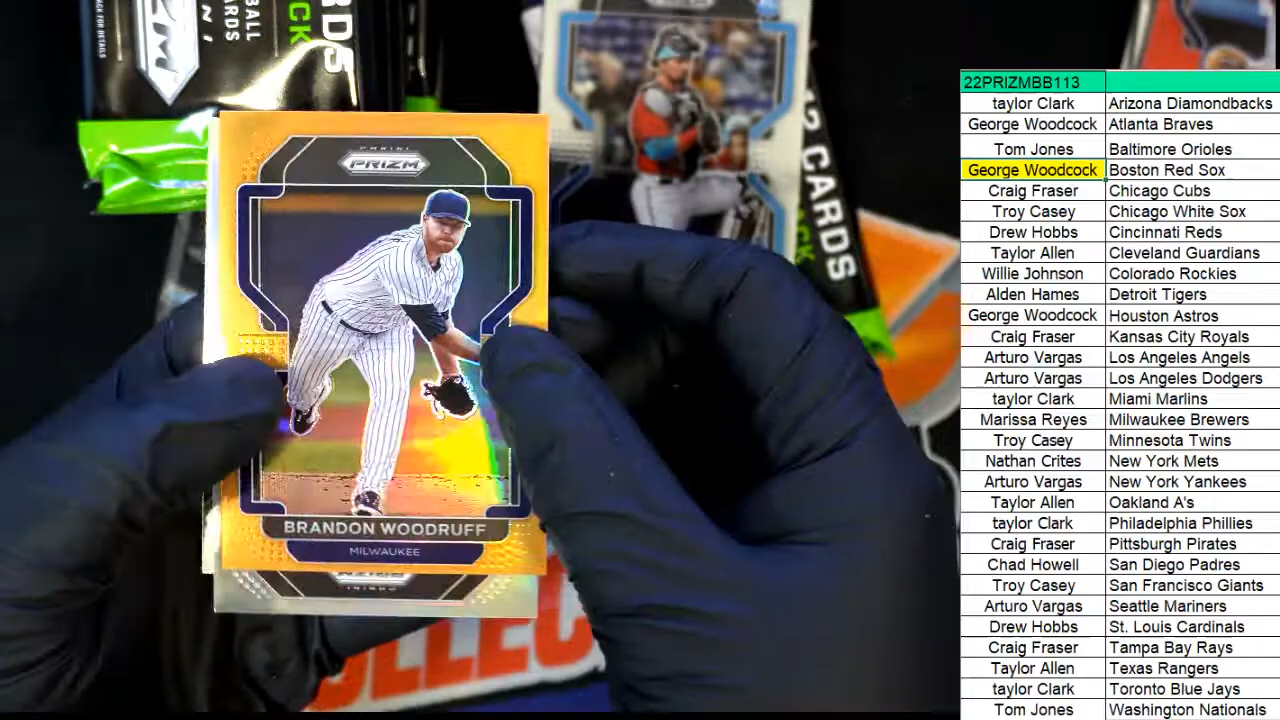 CARDS
PANINI
PRIZM
BRANDON WOODRUFF
MILWAUKEE
CARDS
22PRIZMBB113
taylor Clark Arizona Diamondbacks
George Woodcock Atlanta Braves
Tom Jones Baltimore Orioles
George Woodcock Boston Red Sox
Craig Fraser Chicago Cubs
Troy Casey Chicago White Sox
Drew Hobbs Cincinnati Reds
Taylor Allen Cleveland Guardians
Willie Johnson Colorado Rockies
Alden Hames Detroit Tigers
George Woodcock Houston Astros
Craig Fraser Kansas City Royals
Arturo Vargas Los Angeles Angels
Arturo Vargas Los Angeles Dodgers
taylor Clark Miami Marlins
Marissa Reyes Milwaukee Brewers
Troy Casey Minnesota Twins
Nathan Crites New York Mets
Arturo Vargas New York Yankees
Taylor Allen Oakland A's
taylor Clark Philadelphia Phillies
Craig Fraser Pittsburgh Pirates
Chad Howell San Diego Padres
Troy Casey San Francisco Giants
Arturo Vargas Seattle Mariners
Drew Hobbs St. Louis Cardinals
Craig Fraser Tampa Bay Rays
Taylor Allen Texas Rangers
taylor Clark Toronto Blue Jays
Tom Jones Washington Nationals